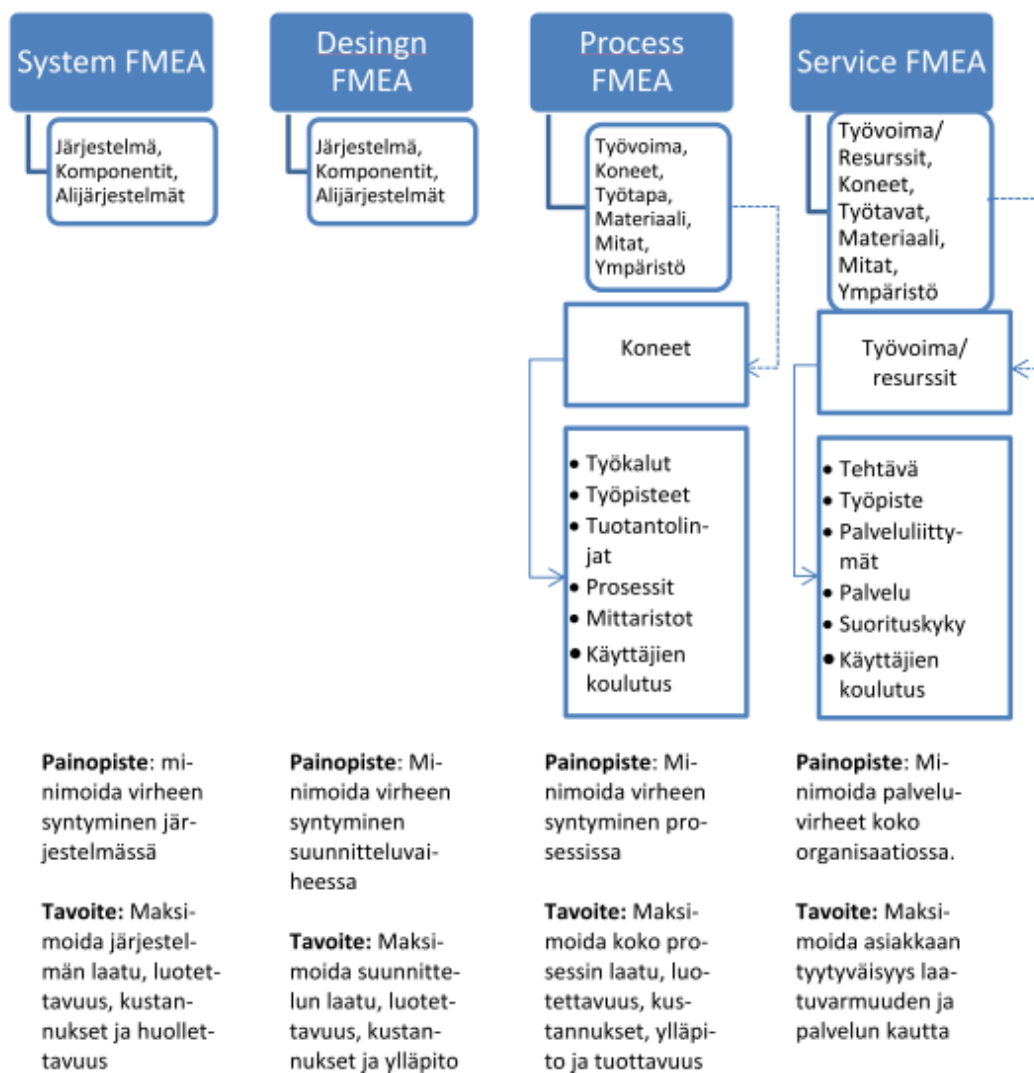 System FMEA
Järjestelmä,
Komponentit,
Alijärjestelmät
Painopiste: mi-
nimoida virheen
syntyminen jär-
jestelmässä
Tavoite: Maksi-
moida järjestel-
män laatu, luotet-
tavuus, kustan-
nukset ja huollet-
tavuus
Desingn
FMEA
Järjestelmä,
Komponentit,
Alijärjestelmät
Painopiste: Mi-
nimoida virheen
syntyminen
suunnitteluvai-
heessa
Tavoite: Maksi-
moida suunnitte-
lun laatu, luotet-
tavuus, kustan-
nukset ja ylläpito
Process
FMEA
Työvoima,
Koneet,
Työtapa,
Materiaali,
Mitat,
Ympäristö
Koneet
• Työkalut
• Työpisteet
• Tuotantolin-
jat
• Prosessit
• Mittaristot
• Käyttäjien
koulutus
Painopiste: Mi-
nimoida virheen
syntyminen pro-
sessissa
Tavoite: Maksi-
moida koko pro-
sessin laatu, luo-
tettavuus, kus-
tannukset, ylläpi-
to ja tuottavuus
Service FMEA
Työvoima/
Resurssit,
Koneet,
Työtavat,
Materiaali,
Mitat,
Ympäristö
Työvoima/
resurssit
• Tehtävä
• Työpiste
• Palveluliitty-
mät
• Palvelu
• Suorituskyky
• Käyttäjien
koulutus
Painopiste: Mi-
nimoida palvelu-
virheet koko
organisaatiossa.
Tavoite: Maksi-
moida asiakkaan
tyytyväisyys laa-
tuvarmuuden ja
palvelun kautta